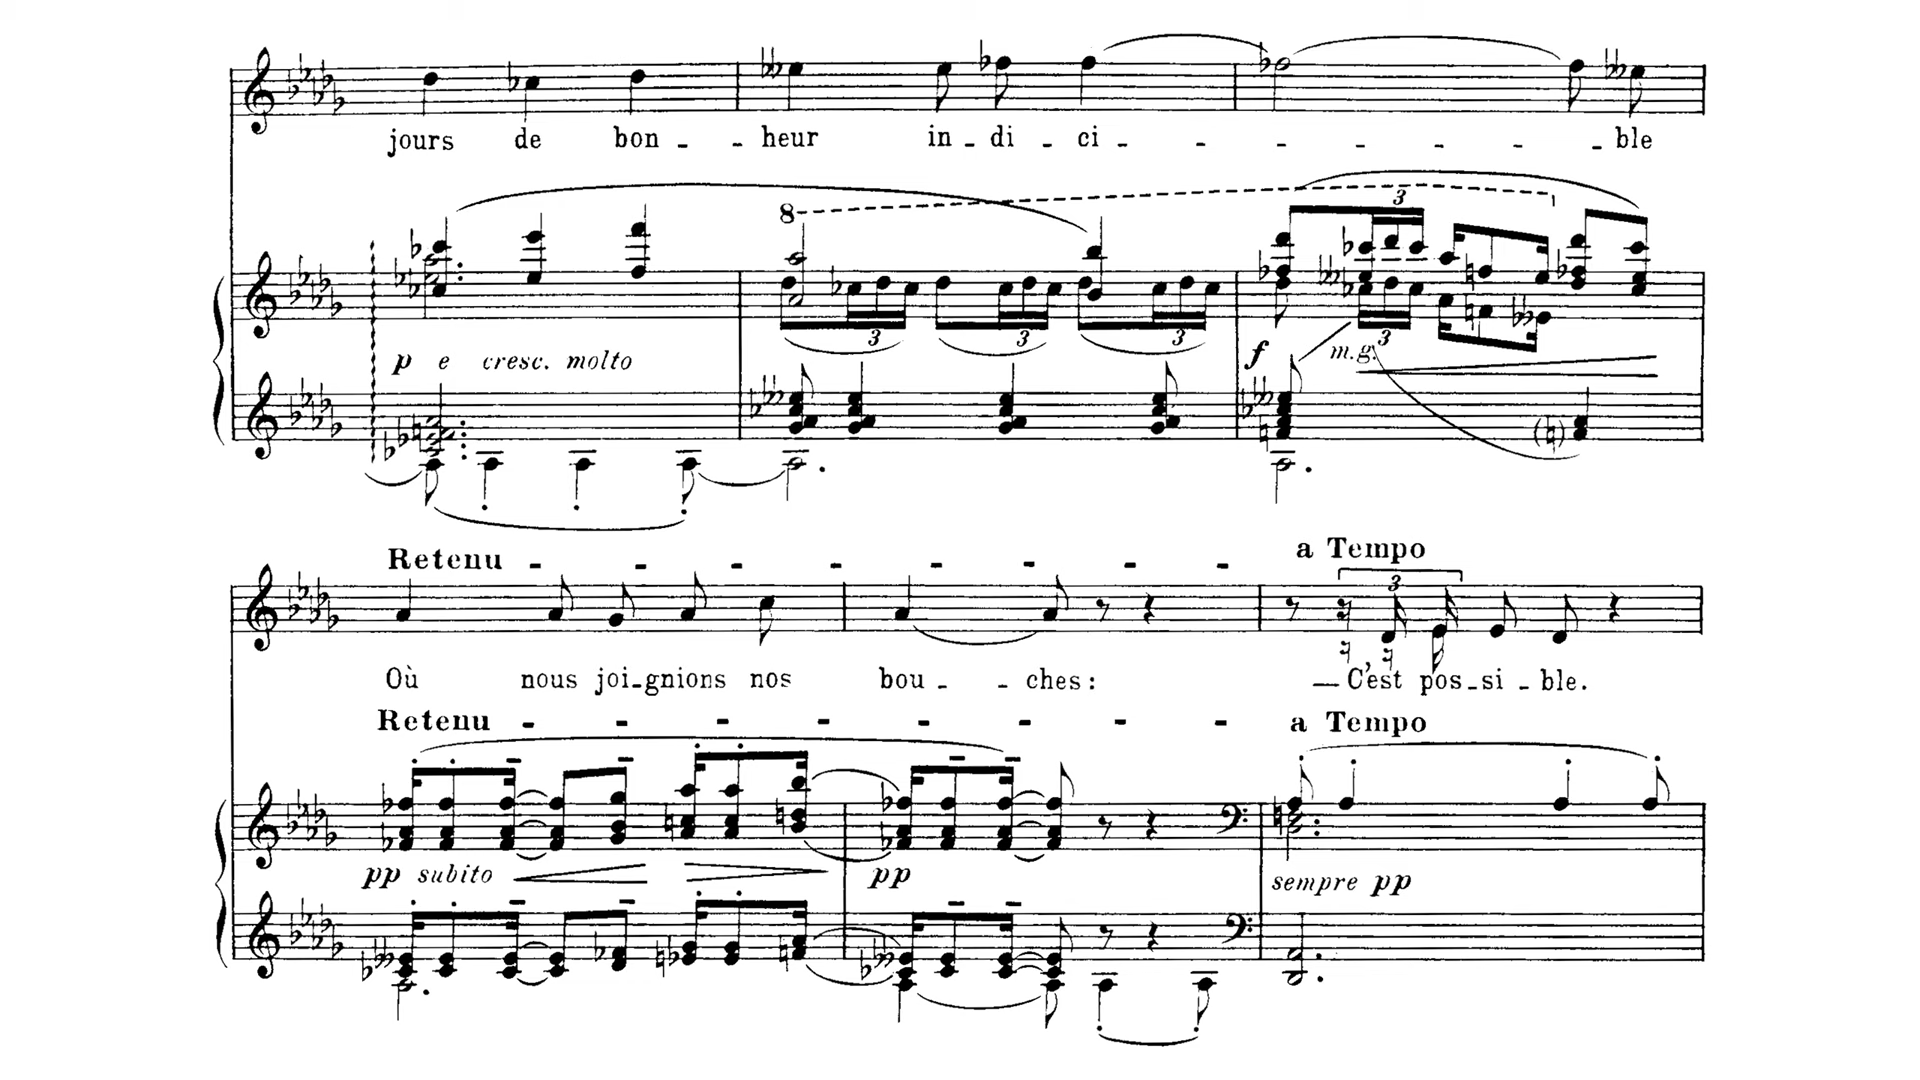 jours de bon - - heur in - di - ci - - - - - - - ble
8 3
p e cresc. molto
3 3 3 f m.g. 3
Retenu - - - - - - - - a Tempo
3
Où nous joi-gnions nos bou - - ches: — C'est pos-si-ble.
Retenu - - - - - - - - a Tempo
pp subito pp sempre pp